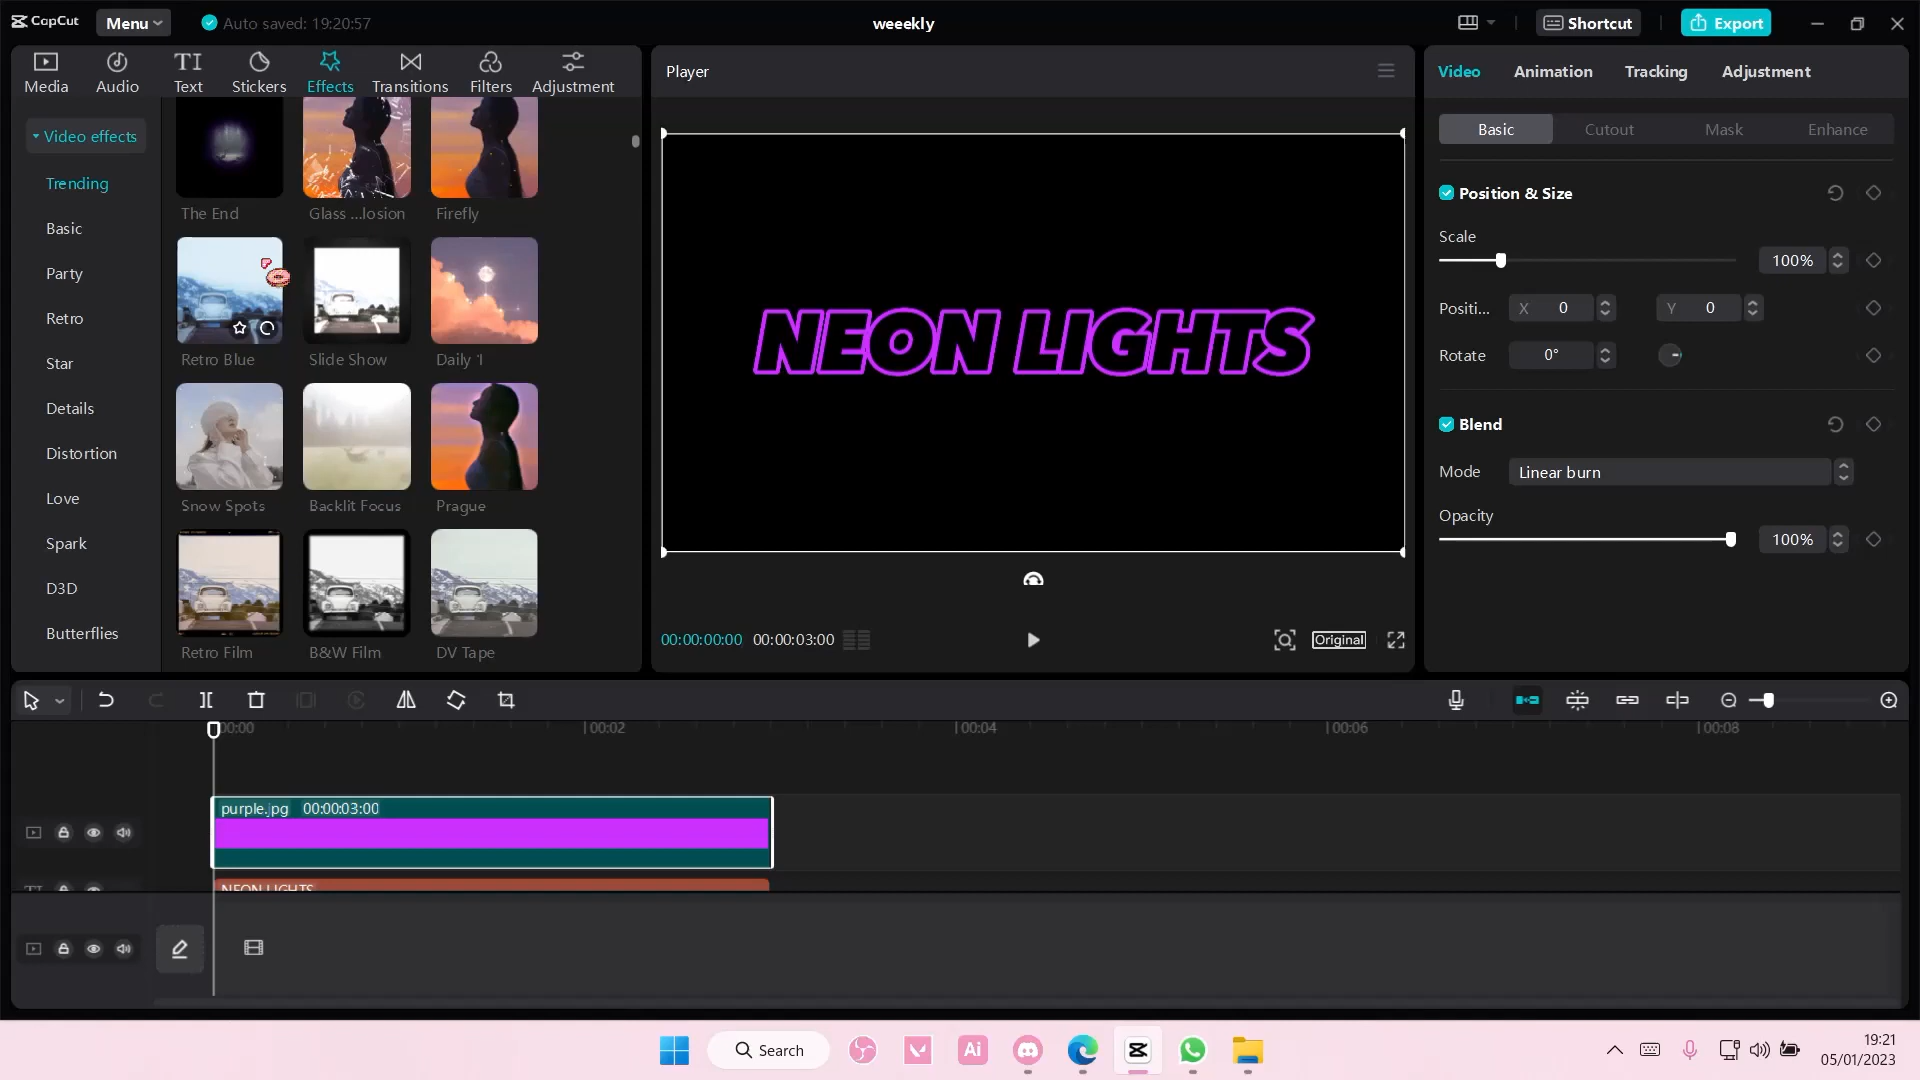 CapCut
Menu
Auto saved: 19:20:57
weeekly
Shortcut
Export
Media
Audio
TI
Text
Stickers
Effects
Transitions
Filters
Adjustment
Player
Video
Animation
Tracking
Adjustment
Video effects
Trending
Basic
Party
Retro
Star
Details
Distortion
Love
Spark
D3D
Butterflies
The End
Glass ...losion
Firefly
Retro Blue
Slide Show
Daily 1
Snow Spots
Backlit Focus
Prague
Retro Film
B&W Film
DV Tape
NEON LIGHTS
00:00:00:00
00:00:03:00
Original
Basic
Cutout
Mask
Enhance
Position & Size
Scale
100%
Positi...
X 0
Y 0
Rotate
0°
Blend
Mode
Linear burn
Opacity
100%
00:00
00:02
00:04
00:06
00:08
purple.jpg 00:00:03:00
NEON LIGHTS
Search
Ai
19:21
05/01/2023